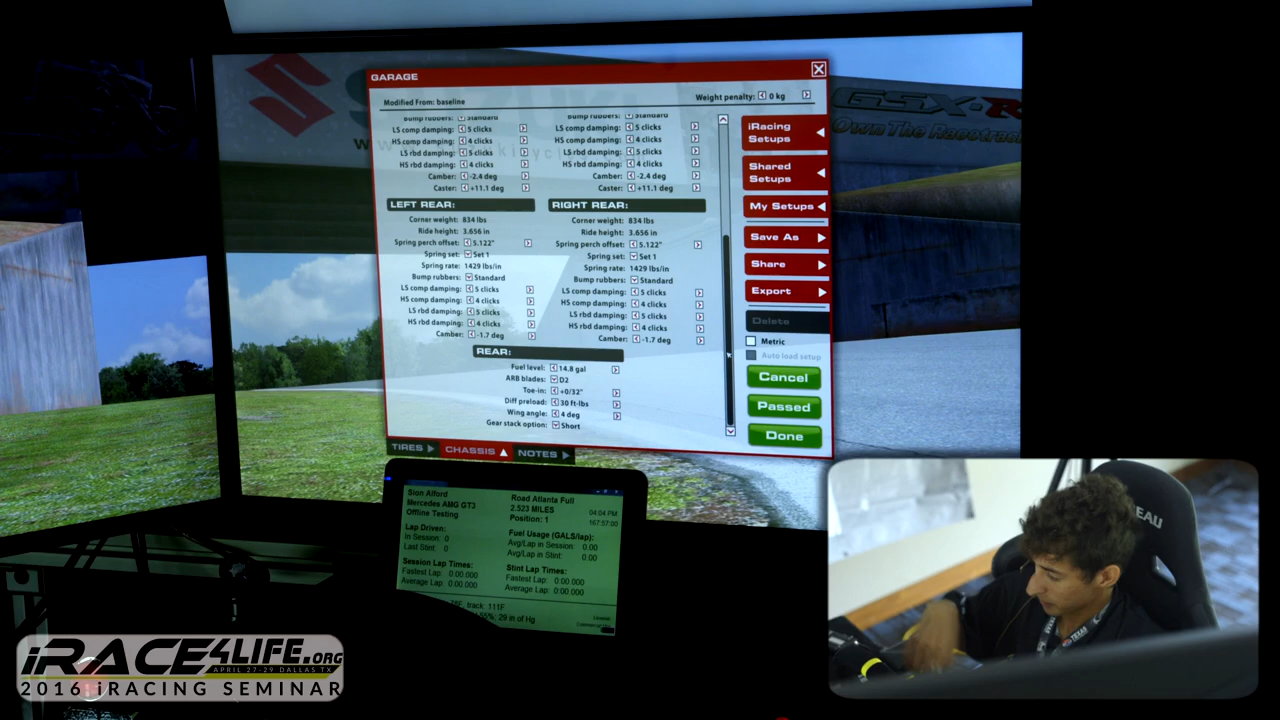 GARAGE
Modified From: baseline
Weight penalty: 0 kg
Bump rubbers: Standard
LS comp damping: 5 clicks
HS comp damping: 4 clicks
LS rbd damping: 5 clicks
HS rbd damping: 4 clicks
Camber: -2.4 deg
Caster: +11.1 deg
Bump rubbers: Standard
LS comp damping: 5 clicks
HS comp damping: 4 clicks
LS rbd damping: 5 clicks
HS rbd damping: 4 clicks
Camber: -2.4 deg
Caster: +11.1 deg
LEFT REAR:
Corner weight: 834 lbs
Ride height: 3.656 in
Spring perch offset: 5.122"
Spring set: Set 1
Spring rate: 1429 lbs/in
Bump rubbers: Standard
LS comp damping: 5 clicks
HS comp damping: 4 clicks
LS rbd damping: 5 clicks
HS rbd damping: 4 clicks
Camber: -1.7 deg
RIGHT REAR:
Corner weight: 834 lbs
Ride height: 3.656 in
Spring perch offset: 5.122"
Spring set: Set 1
Spring rate: 1429 lbs/in
Bump rubbers: Standard
LS comp damping: 5 clicks
HS comp damping: 4 clicks
LS rbd damping: 5 clicks
HS rbd damping: 4 clicks
Camber: -1.7 deg
REAR:
Fuel level: 14.8 gal
ARB blades: D2
Toe-in: +0/32"
Diff preload: 30 ft-lbs
Wing angle: 4 deg
Gear stack option: Short
iRacing Setups
Shared Setups
My Setups
Save As
Share
Export
Delete
Metric
Auto load setup
Cancel
Passed
Done
TIRES
CHASSIS
NOTES
GSX-R
Own The Racetrack
Sion Alford
Mercedes AMG GT3
Offline Testing
Road Atlanta Full
2.523 MILES
Position: 1
04:04 PM
167:57:00
Lap Driven:
In Session: 0
Last Stint: 0
Fuel Usage (GALS/lap):
Avg/Lap in Session: 0.00
Avg/Lap in Stint: 0.00
Session Lap Times:
Fastest Lap: 0:00.000
Average Lap: 0:00.000
Stint Lap Times:
Fastest Lap: 0:00.000
Average Lap: 0:00.000
track: 111F
55%; 29 in of Hg
TEXAS
iRACE4LIFE.ORG
APRIL 27-29 DALLAS TX
2016 iRACING SEMINAR